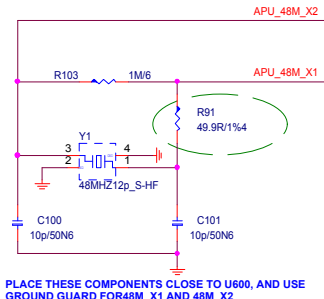 APU_48M_X2
R103 1M/6 APU_48M_X1
R91
49.9R/1%4
Y1
3 4
2 1
48MHZ12p_S-HF
C100 C101
10p/50N6 10p/50N6
PLACE THESE COMPONENTS CLOSE TO U600, AND USE
GROUND GUARD FOR48M_X1 AND 48M_X2